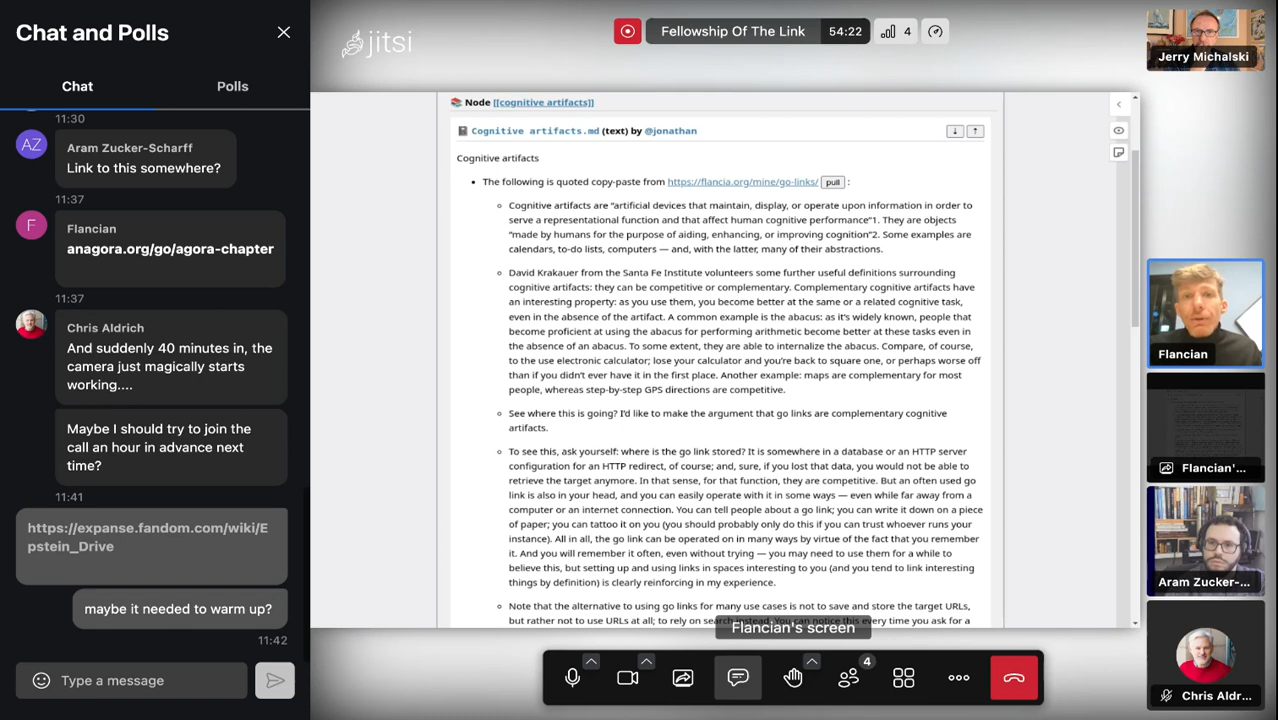 Chat and Polls
Chat
Polls
11:30
AZ
Aram Zucker-Scharff
Link to this somewhere?
11:37
F
Flancian
anagora.org/go/agora-chapter
11:37
Chris Aldrich
And suddenly 40 minutes in, the
camera just magically starts
working....
Maybe I should try to join the
call an hour in advance next
time?
11:41
https://expanse.fandom.com/wiki/E
pstein_Drive
maybe it needed to warm up?
11:42
Type a message
jitsi
Fellowship Of The Link
54:22
4
Node [[cognitive artifacts]]
Cognitive artifacts.md (text) by @jonathan
Cognitive artifacts
The following is quoted copy-paste from https://flancia.org/mine/go-links/ pull :
Cognitive artifacts are “artificial devices that maintain, display, or operate upon information in order to
serve a representational function and that affect human cognitive performance”1. They are objects
“made by humans for the purpose of aiding, enhancing, or improving cognition”2. Some examples are
calendars, to-do lists, computers — and, with the latter, many of their abstractions.
David Krakauer from the Santa Fe Institute volunteers some further useful definitions surrounding
cognitive artifacts: they can be competitive or complementary. Complementary cognitive artifacts have
an interesting property: as you use them, you become better at the same or a related cognitive task,
even in the absence of the artifact. A common example is the abacus: as it’s widely known, people that
become proficient at using the abacus for performing arithmetic become better at these tasks even in
the absence of an abacus. To some extent, they are able to internalize the abacus. Compare, of course,
to the use electronic calculator; lose your calculator and you’re back to square one, or perhaps worse off
than if you didn’t ever have it in the first place. Another example: maps are complementary for most
people, whereas step-by-step GPS directions are competitive.
See where this is going? I’d like to make the argument that go links are complementary cognitive
artifacts.
To see this, ask yourself: where is the go link stored? It is somewhere in a database or an HTTP server
configuration for an HTTP redirect, of course; and, sure, if you lost that data, you would not be able to
retrieve the target anymore. In that sense, for that function, they are competitive. But an often used go
link is also in your head, and you can easily operate with it in some ways — even while far away from a
computer or an internet connection. You can tell people about a go link; you can write it down on a piece
of paper; you can tattoo it on you (you should probably only do this if you can trust whoever runs your
instance). All in all, the go link can be operated on in many ways by virtue of the fact that you remember
it. And you will remember it often, even without trying — you may need to use them for a while to
believe this, but setting up and using links in spaces interesting to you (and you tend to link interesting
things by definition) is clearly reinforcing in my experience.
Note that the alternative to using go links for many use cases is not to save and store the target URLs,
but rather not to use URLs at all; to rely on search instead. You can notice this every time you ask for a
Flancian's screen
4
Jerry Michalski
Flancian
Flancian'...
Aram Zucker-...
Chris Aldr...